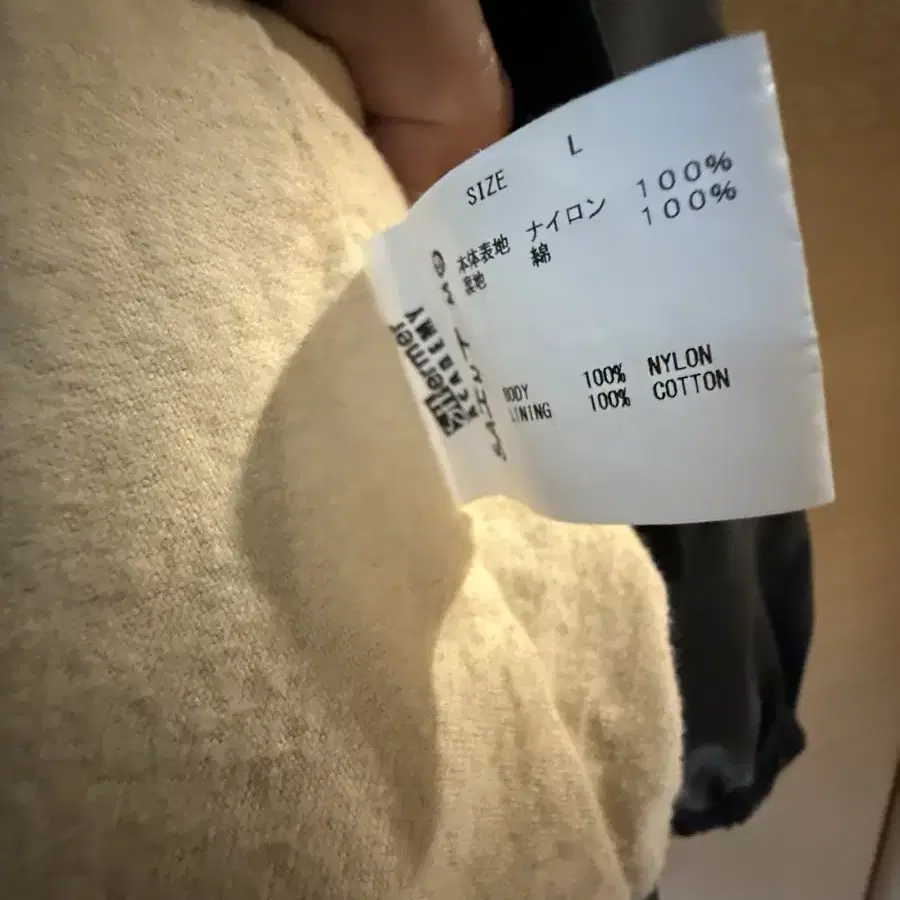 SIZE L
本体表地 ナイロン 100%
裏地 綿 100%
BODY 100% NYLON
LINING 100% COTTON
ACADEMY